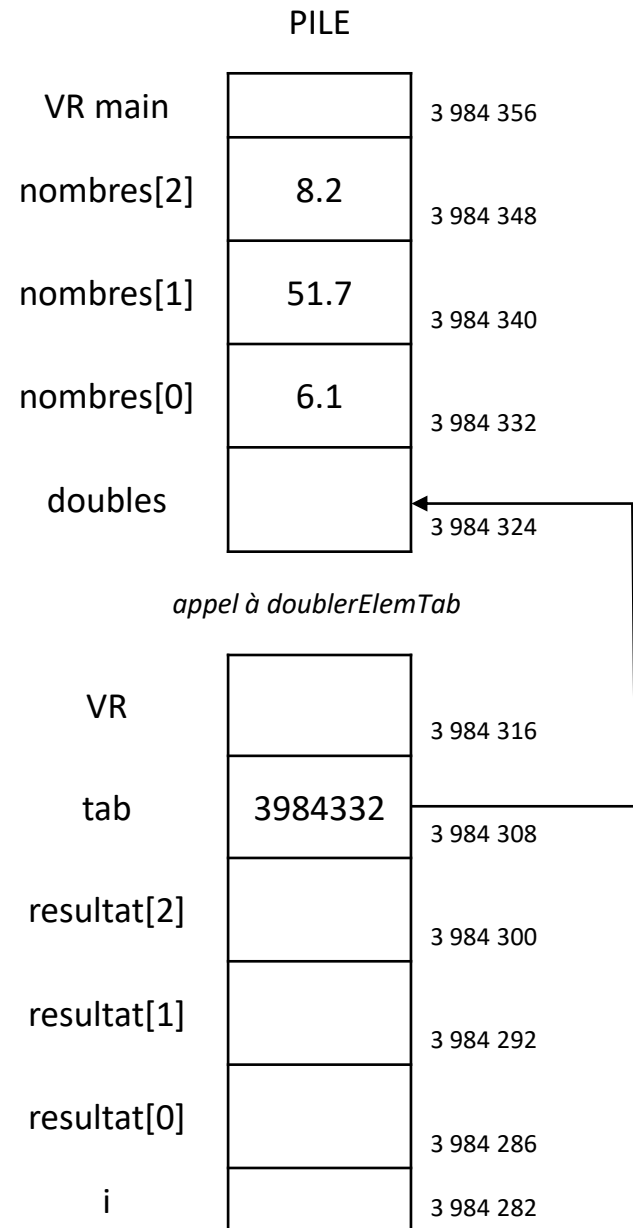 PILE
VR main 3 984 356
nombres[2] 8.2 3 984 348
nombres[1] 51.7 3 984 340
nombres[0] 6.1 3 984 332
doubles 3 984 324
appel à doublerElemTab
VR 3 984 316
tab 3984332 3 984 308
resultat[2] 3 984 300
resultat[1] 3 984 292
resultat[0] 3 984 286
i 3 984 282